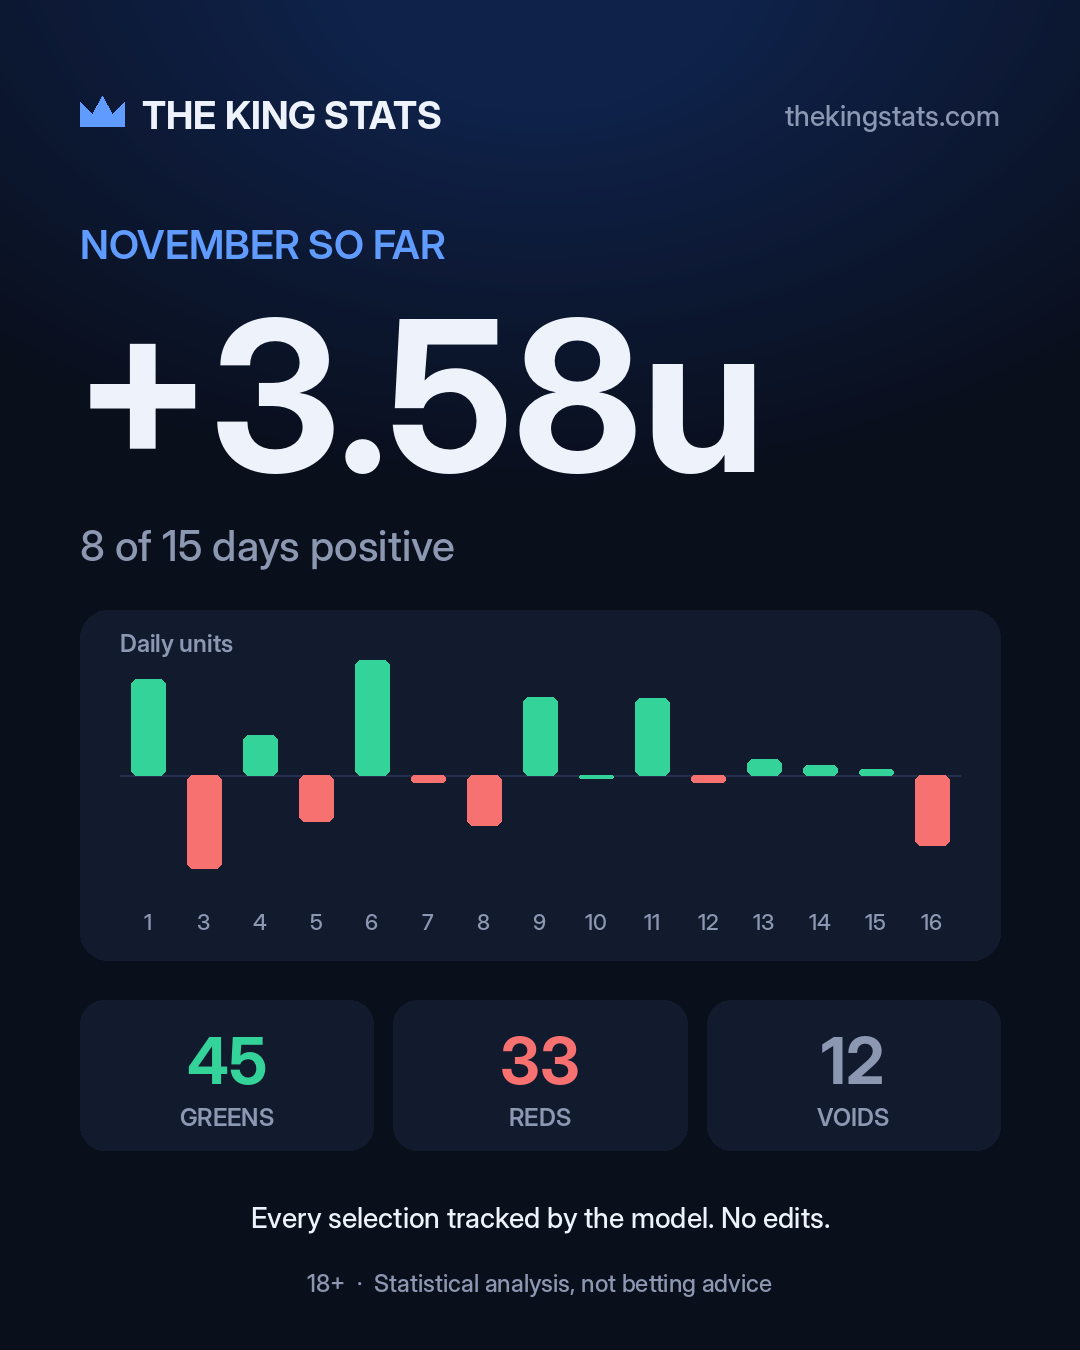 THE KING STATS
thekingstats.com
NOVEMBER SO FAR
+3.58u
8 of 15 days positive
Daily units
1 3 4 5 6 7 8 9 10 11 12 13 14 15 16
45
GREENS
33
REDS
12
VOIDS
Every selection tracked by the model. No edits.
18+ · Statistical analysis, not betting advice